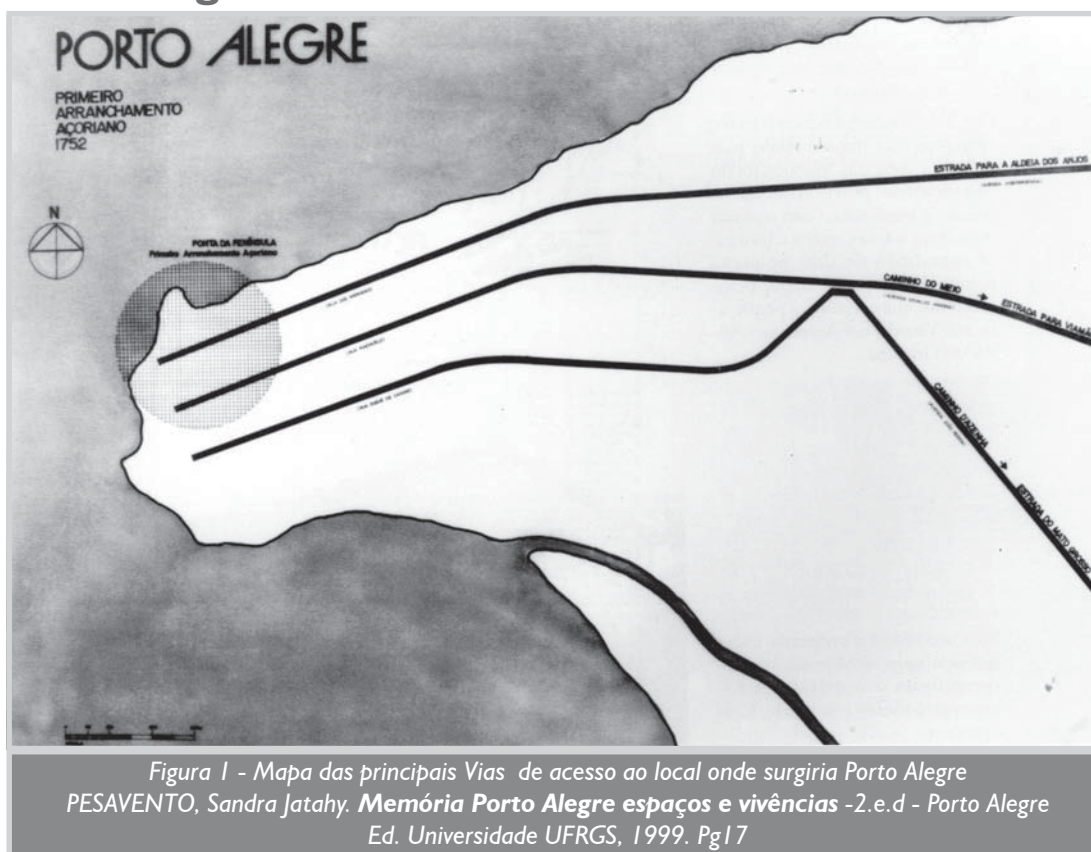 PORTO ALEGRE
PRIMEIRO
ARRANCHAMENTO
AÇORIANO
1752
N
PONTA DA PENÍNSULA
Primeiro Arranchamento Açoriano
ESTRADA PARA A ALDEIA DOS ANJOS
CAMINHO DO MEIO
ESTRADA PARA VIAMÃ
CAMINHO D'AZENHA
ESTRADA DO MATO GROSSO
Figura 1 - Mapa das principais Vias de acesso ao local onde surgiria Porto Alegre
PESAVENTO, Sandra Jatahy. Memória Porto Alegre espaços e vivências -2.e.d - Porto Alegre
Ed. Universidade UFRGS, 1999. Pg17